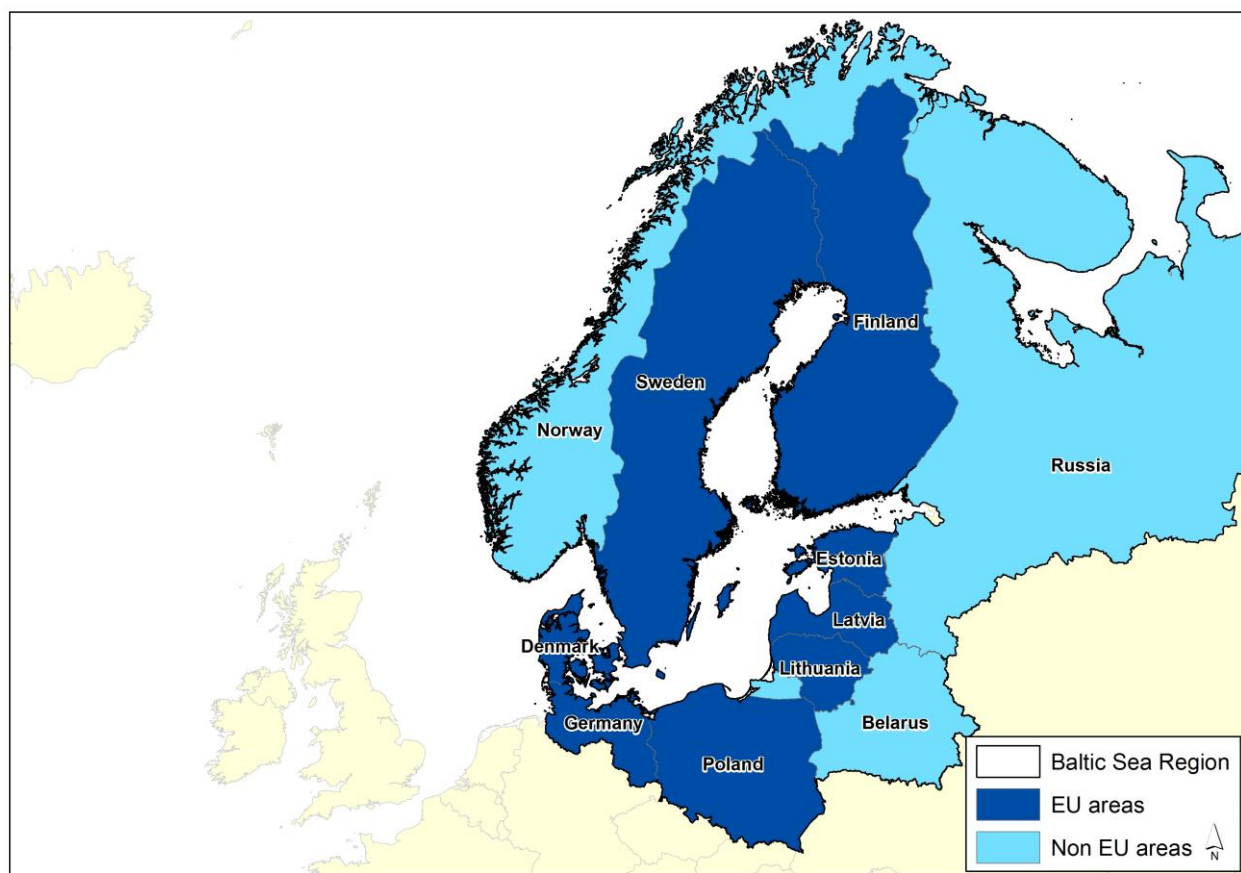 Finland
Sweden
Norway
Russia
Estonia
Latvia
Denmark
Lithuania
Germany
Belarus
Poland
Baltic Sea Region
EU areas
Non EU areas
N